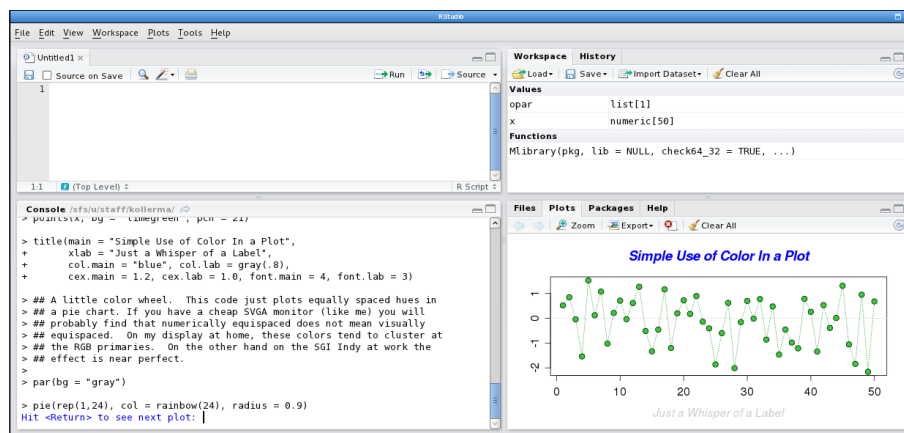 RStudio
File Edit View Workspace Plots Tools Help
Untitled1 ×
Source on Save Run Source
1
1:1 (Top Level) R Script
Console /sfs/u/staff/kollerma/
> points(x, bg = "limegreen", pch = 21)
> title(main = "Simple Use of Color In a Plot",
+ xlab = "Just a Whisper of a Label",
+ col.main = "blue", col.lab = gray(.8),
+ cex.main = 1.2, cex.lab = 1.0, font.main = 4, font.lab = 3)
> ## A little color wheel. This code just plots equally spaced hues in
> ## a pie chart. If you have a cheap SVGA monitor (like me) you will
> ## probably find that numerically equispaced does not mean visually
> ## equispaced. On my display at home, these colors tend to cluster at
> ## the RGB primaries. On the other hand on the SGI Indy at work the
> ## effect is near perfect.
>
> par(bg = "gray")
> pie(rep(1,24), col = rainbow(24), radius = 0.9)
Hit <Return> to see next plot:
Workspace History
Load Save Import Dataset Clear All
Values
opar list[1]
x numeric[50]
Functions
Mlibrary(pkg, lib = NULL, check64_32 = TRUE, ...)
Files Plots Packages Help
Zoom Export Clear All
Simple Use of Color In a Plot
1
0
-1
-2
0 10 20 30 40 50
Just a Whisper of a Label